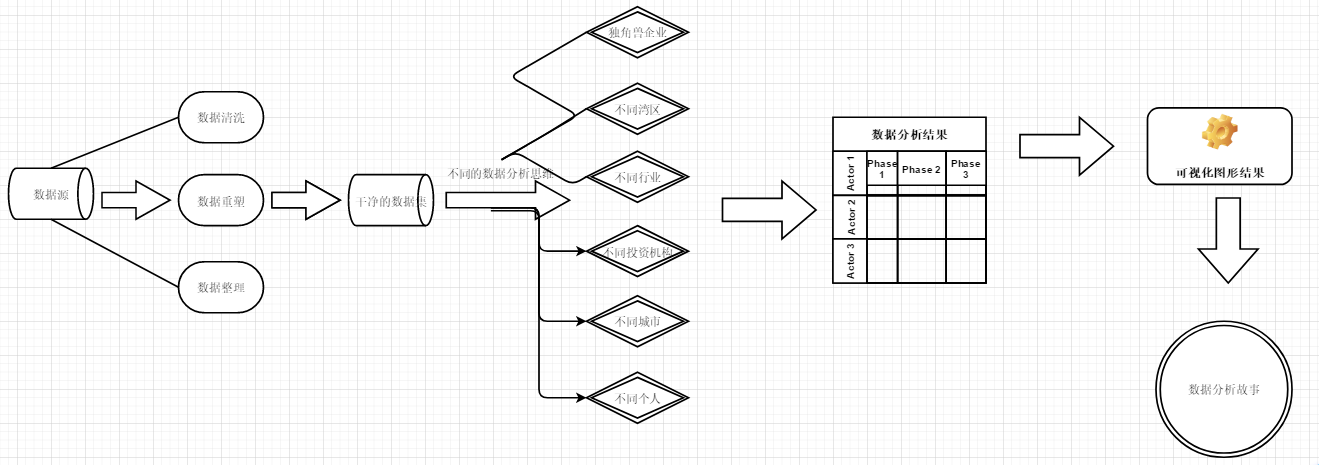 数据源
数据清洗
数据重塑
数据整理
干净的数据集
不同的数据分析思维
独角兽企业
不同湾区
不同行业
不同投资机构
不同城市
不同个人
数据分析结果
Phase
1
Phase 2
Phase
3
Actor 1
Actor 2
Actor 3
可视化图形结果
数据分析故事